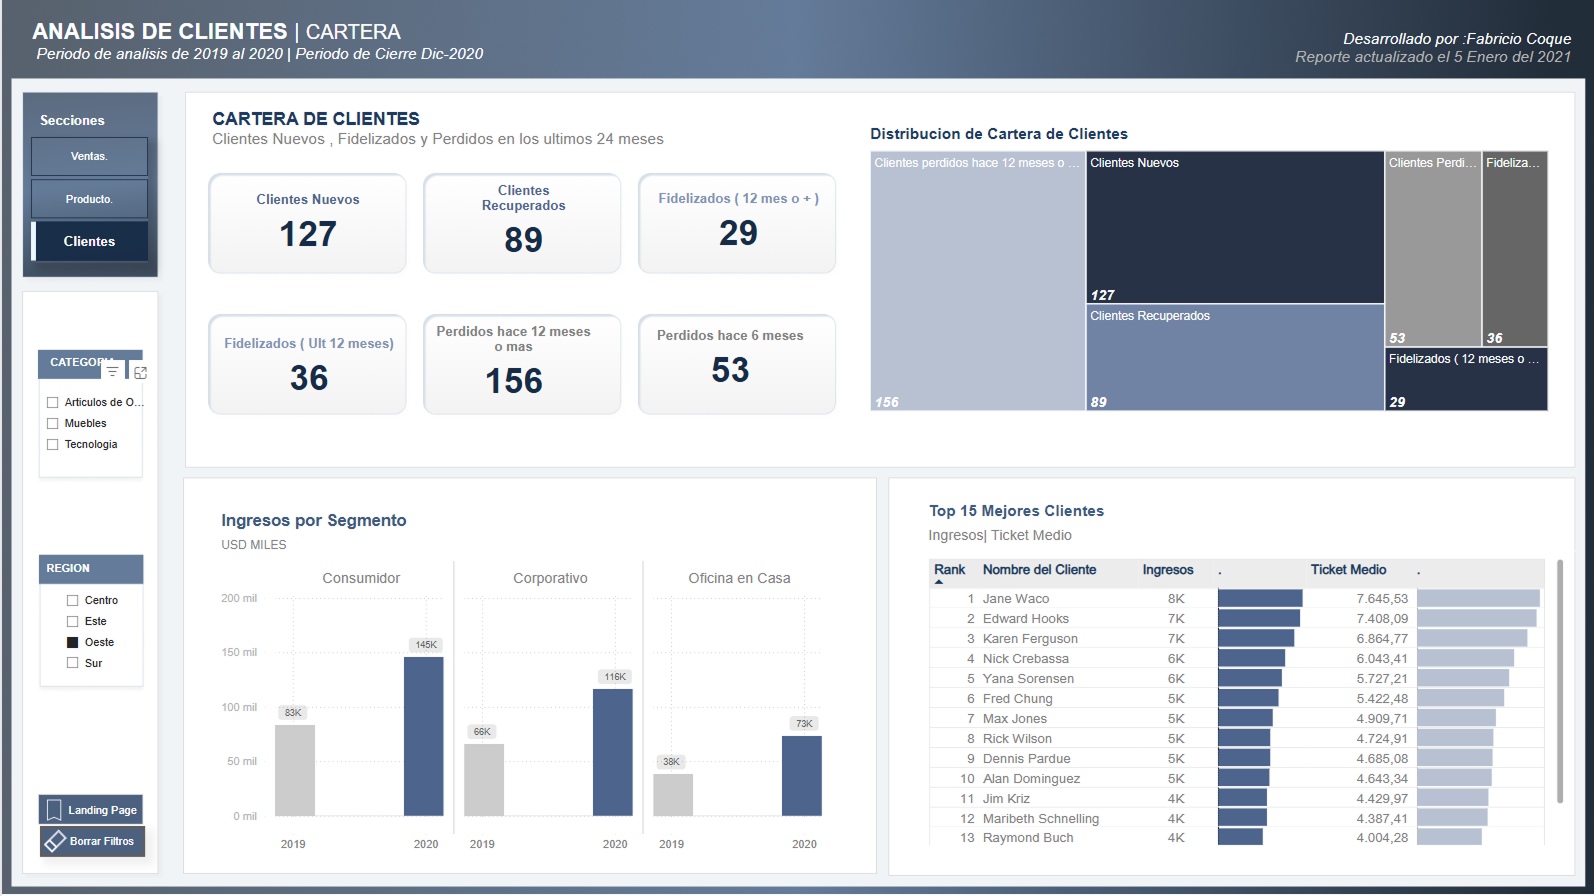 ANALISIS DE CLIENTES | CARTERA
Periodo de analisis de 2019 al 2020 | Periodo de Cierre Dic-2020
Desarrollado por :Fabricio Coque
Reporte actualizado el 5 Enero del 2021
Secciones
Ventas.
Producto.
Clientes
CATEGORIA
Articulos de O...
Muebles
Tecnologia
REGION
Centro
Este
Oeste
Sur
Landing Page
Borrar Filtros
CARTERA DE CLIENTES
Clientes Nuevos , Fidelizados y Perdidos en los ultimos 24 meses
Clientes Nuevos
127
Clientes
Recuperados
89
Fidelizados ( 12 mes o + )
29
Fidelizados ( Ult 12 meses)
36
Perdidos hace 12 meses
o mas
156
Perdidos hace 6 meses
53
Distribucion de Cartera de Clientes
Clientes perdidos hace 12 meses o ...
156
Clientes Nuevos
127
Clientes Recuperados
89
Clientes Perdi...
53
Fideliza...
36
Fidelizados ( 12 meses o ...
29
Ingresos por Segmento
USD MILES
Consumidor Corporativo Oficina en Casa
200 mil
150 mil
100 mil
50 mil
0 mil
83K 145K 66K 116K 38K 73K
2019 2020 2019 2020 2019 2020
Top 15 Mejores Clientes
Ingresos| Ticket Medio
Rank Nombre del Cliente Ingresos . Ticket Medio .
1 Jane Waco 8K 7.645,53
2 Edward Hooks 7K 7.408,09
3 Karen Ferguson 7K 6.864,77
4 Nick Crebassa 6K 6.043,41
5 Yana Sorensen 6K 5.727,21
6 Fred Chung 5K 5.422,48
7 Max Jones 5K 4.909,71
8 Rick Wilson 5K 4.724,91
9 Dennis Pardue 5K 4.685,08
10 Alan Dominguez 5K 4.643,34
11 Jim Kriz 4K 4.429,97
12 Maribeth Schnelling 4K 4.387,41
13 Raymond Buch 4K 4.004,28